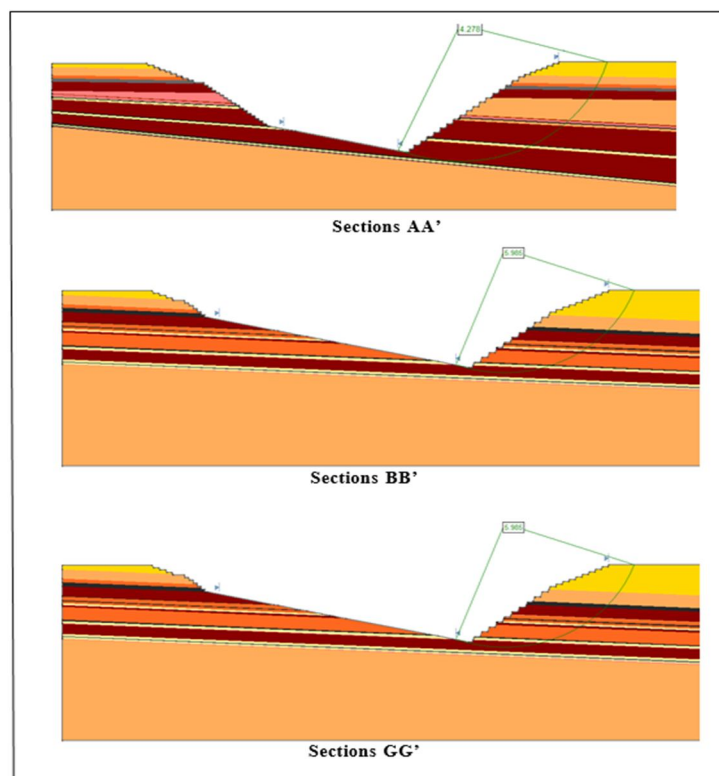 4.278
Sections AA’
5.985
Sections BB’
5.985
Sections GG’